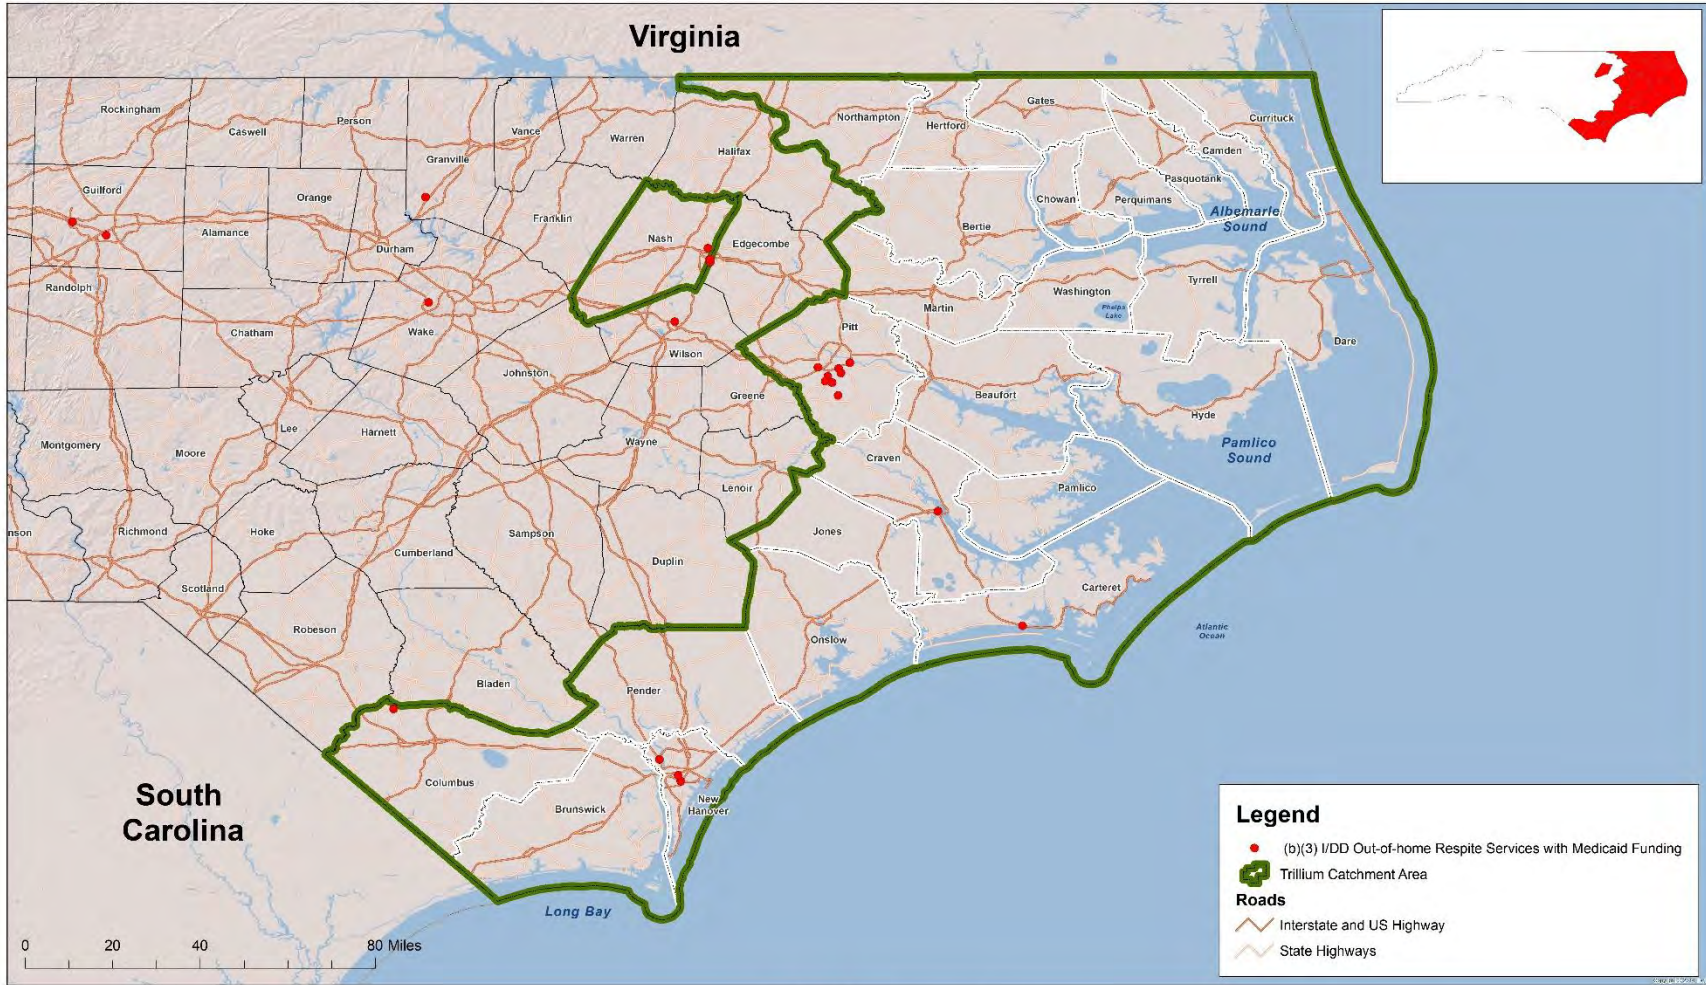 Virginia
Rockingham
Caswell
Person
Vance
Granville
Warren
Halifax
Northampton
Hertford
Gates
Currituck
Camden
Pasquotank
Perquimans
Chowan
Albemarle
Sound
Bertie
Guilford
Orange
Alamance
Durham
Franklin
Nash
Edgecombe
Randolph
Chatham
Wake
Wilson
Pitt
Martin
Washington
Tyrrell
Phelps
Lake
Dare
Johnston
Greene
Beaufort
Hyde
Pamlico
Sound
Montgomery
Moore
Lee
Harnett
Wayne
Craven
Pamlico
Lenoir
nson
Richmond
Hoke
Cumberland
Sampson
Duplin
Jones
Carteret
Scotland
Robeson
Bladen
Onslow
Atlantic
Ocean
Pender
Columbus
Brunswick
New
Hanover
South
Carolina
Long Bay
0 20 40 80 Miles
Legend
(b)(3) I/DD Out-of-home Respite Services with Medicaid Funding
Trillium Catchment Area
Roads
Interstate and US Highway
State Highways